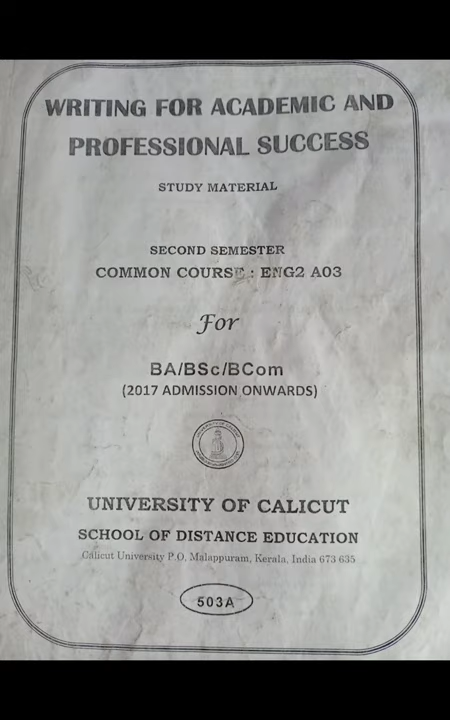 WRITING FOR ACADEMIC AND
PROFESSIONAL SUCCESS
STUDY MATERIAL
SECOND SEMESTER
COMMON COURSE : ENG2 A03
For
BA/BSc/BCom
(2017 ADMISSION ONWARDS)
UNIVERSITY OF CALICUT
SCHOOL OF DISTANCE EDUCATION
Calicut University P.O, Malappuram, Kerala, India 673 635
503A